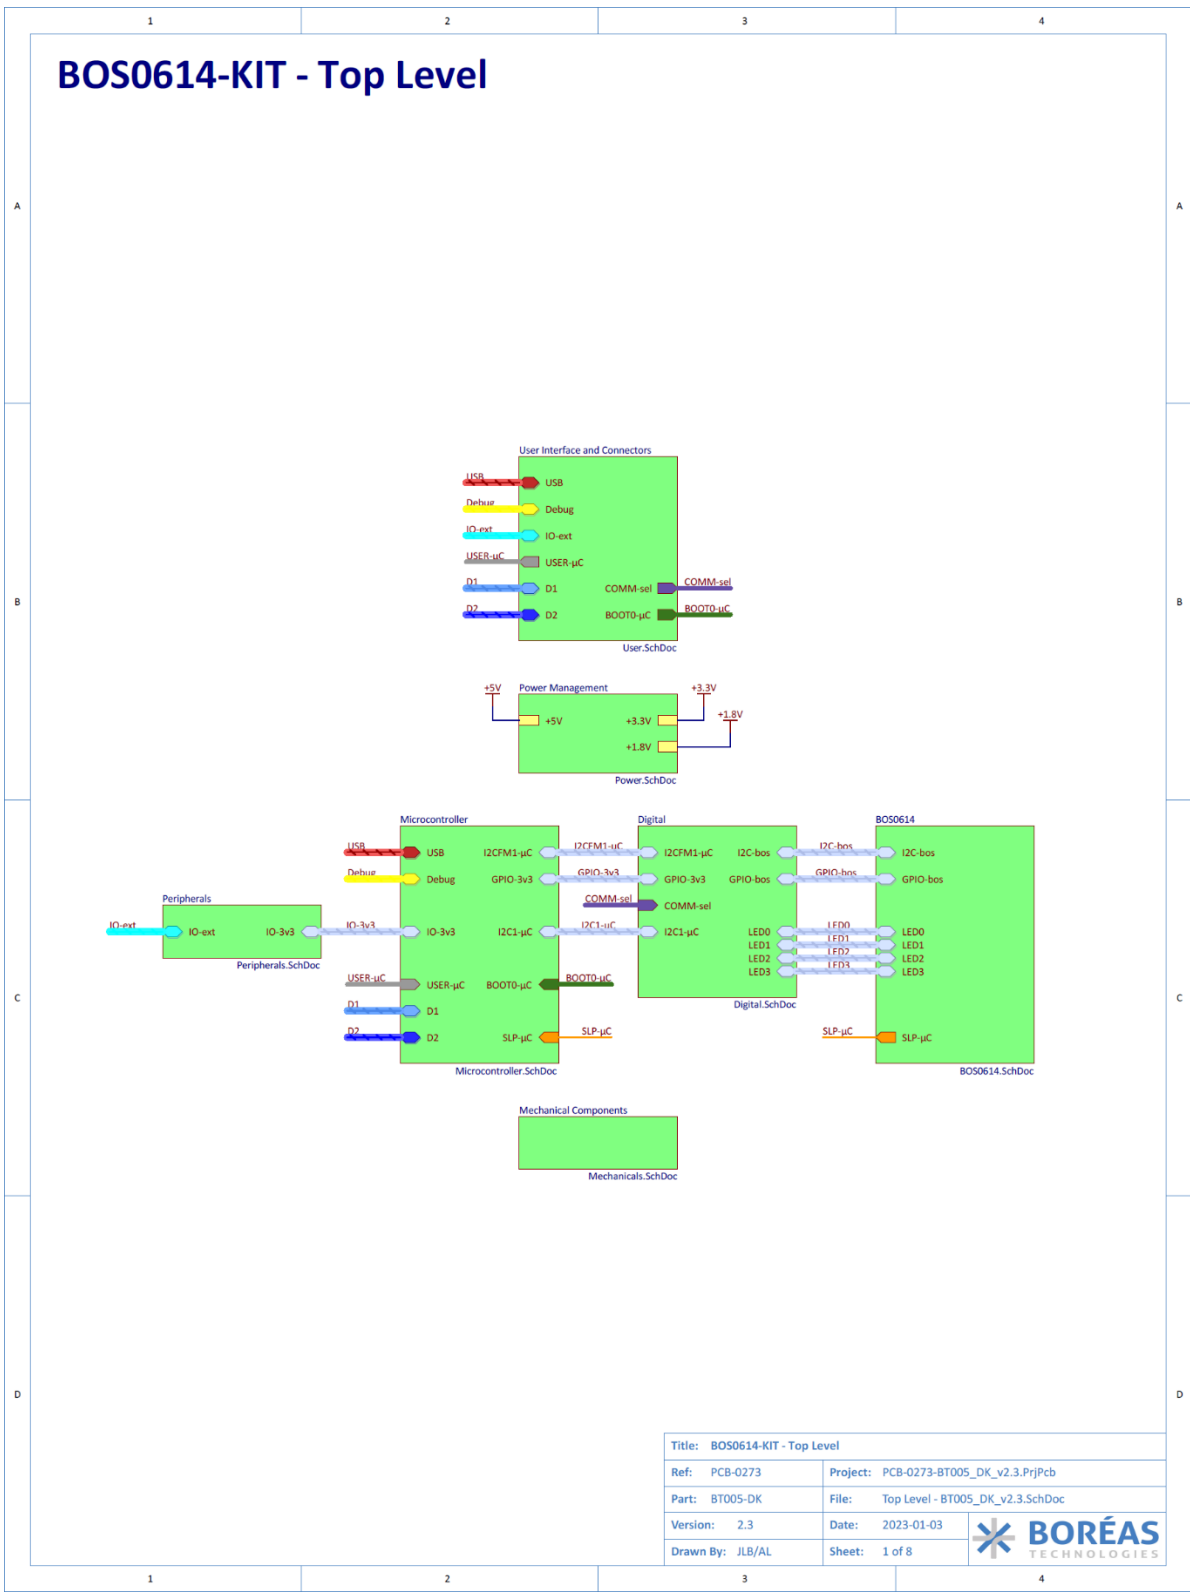 1 2 3 4
BOS0614-KIT - Top Level
A A
User Interface and Connectors
USB USB
Debug Debug
IO-ext IO-ext
USER-µC USER-µC
D1 D1 COMM-sel COMM-sel
B B
D2 D2 BOOT0-µC BOOT0-µC
User.SchDoc
+5V Power Management +3.3V
+5V +3.3V +1.8V
+1.8V
Power.SchDoc
Microcontroller Digital BOS0614
USB USB I2CFM1-µC I2CFM1-uC I2CFM1-µC I2C-bos I2C-bos I2C-bos
Debug Debug GPIO-3v3 GPIO-3v3 GPIO-3v3 GPIO-bos GPIO-bos GPIO-bos
Peripherals COMM-sel COMM-sel
IO-ext IO-ext IO-3v3 IO-3v3 IO-3v3 I2C1-µC I2C1-uC I2C1-µC LED0 LED0 LED0
LED1 LED1 LED1
LED2 LED2 LED2
Peripherals.SchDoc LED3 LED3 LED3
USER-µC USER-µC BOOT0-µC BOOT0-uC
C C
D1 D1 Digital.SchDoc
D2 D2 SLP-µC SLP-µC SLP-µC SLP-µC
Microcontroller.SchDoc BOS0614.SchDoc
Mechanical Components
Mechanicals.SchDoc
D D
Title: BOS0614-KIT - Top Level
Ref: PCB-0273 Project: PCB-0273-BT005_DK_v2.3.PrjPcb
Part: BT005-DK File: Top Level - BT005_DK_v2.3.SchDoc
Version: 2.3 Date: 2023-01-03
Drawn By: JLB/AL Sheet: 1 of 8
BORÉAS
TECHNOLOGIES
1 2 3 4